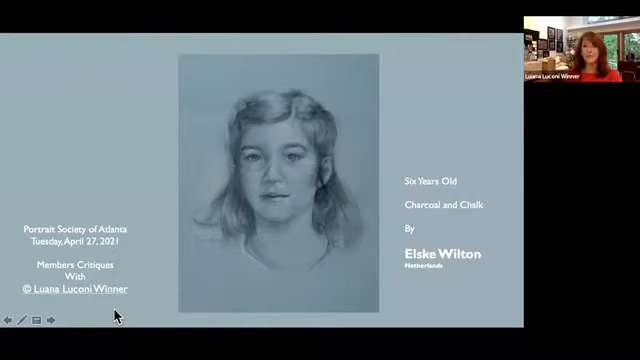 Portrait Society of Atlanta
Tuesday, April 27, 2021
Members Critiques
With
© Luana Luconi Winner
Six Years Old
Charcoal and Chalk
By
Elske Wilton
Netherlands
Luana Luconi Winner